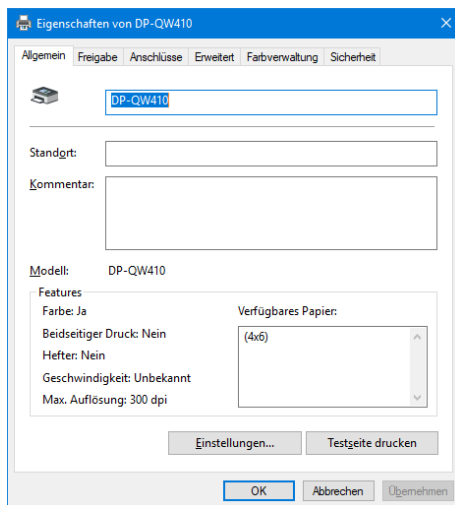 Eigenschaften von DP-QW410
Allgemein Freigabe Anschlüsse Erweitert Farbverwaltung Sicherheit
DP-QW410
Standort:
Kommentar:
Modell: DP-QW410
Features
Farbe: Ja Verfügbares Papier:
Beidseitiger Druck: Nein (4x6)
Hefter: Nein
Geschwindigkeit: Unbekannt
Max. Auflösung: 300 dpi
Einstellungen... Testseite drucken
OK Abbrechen Übernehmen